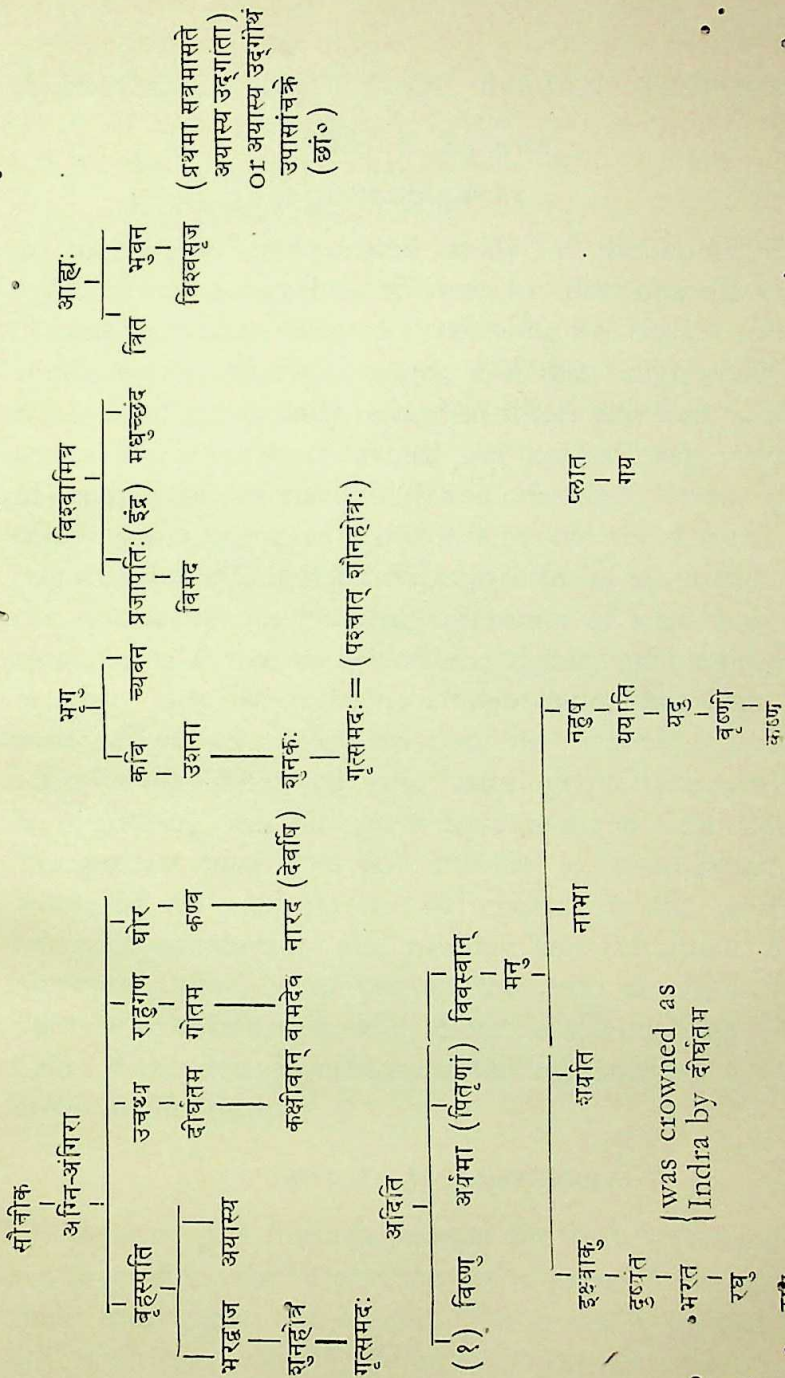 सौचीक
अग्नि-अंगिरा
बृहस्पति उचथ्य राहुगण घोर
भरद्वाज अयास्य दीर्घतम गोतम कण्व
शुनहोत्र कक्षीवान् वामदेव नारद (देवर्षि)
गृत्समदः
भृगु
कवि च्यवन
उशना
शुनकः
गृत्समदः = (पश्चात् शौनहोत्रः)
विश्वामित्र
प्रजापतिः (इंद्र) मधुच्छंद
विमद
आह्यः
त्रित भुवन
विश्वसृज
(प्रथमा सत्रमासते
अयास्य उद्गाता)
or अयास्य उद्गीथं
उपासांचक्रे
(छां०)
अदिति
(१) विष्णु अर्यमा (पितृणां) विवस्वान्
मनु
इक्ष्वाकु शर्याति नाभा नहुष
दुष्यंत ययाति
भरत यदु
रघु वृष्णी
कृष्ण
{was crowned as
Indra by दीर्घतम
प्लात
गय